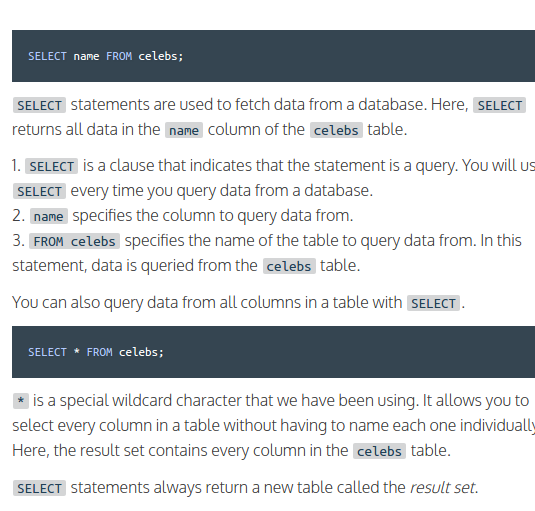 SELECT name FROM celebs;
SELECT statements are used to fetch data from a database. Here, SELECT
returns all data in the name column of the celebs table.
1. SELECT is a clause that indicates that the statement is a query. You will us
SELECT every time you query data from a database.
2. name specifies the column to query data from.
3. FROM celebs specifies the name of the table to query data from. In this
statement, data is queried from the celebs table.
You can also query data from all columns in a table with SELECT.
SELECT * FROM celebs;
* is a special wildcard character that we have been using. It allows you to
select every column in a table without having to name each one individually
Here, the result set contains every column in the celebs table.
SELECT statements always return a new table called the result set.